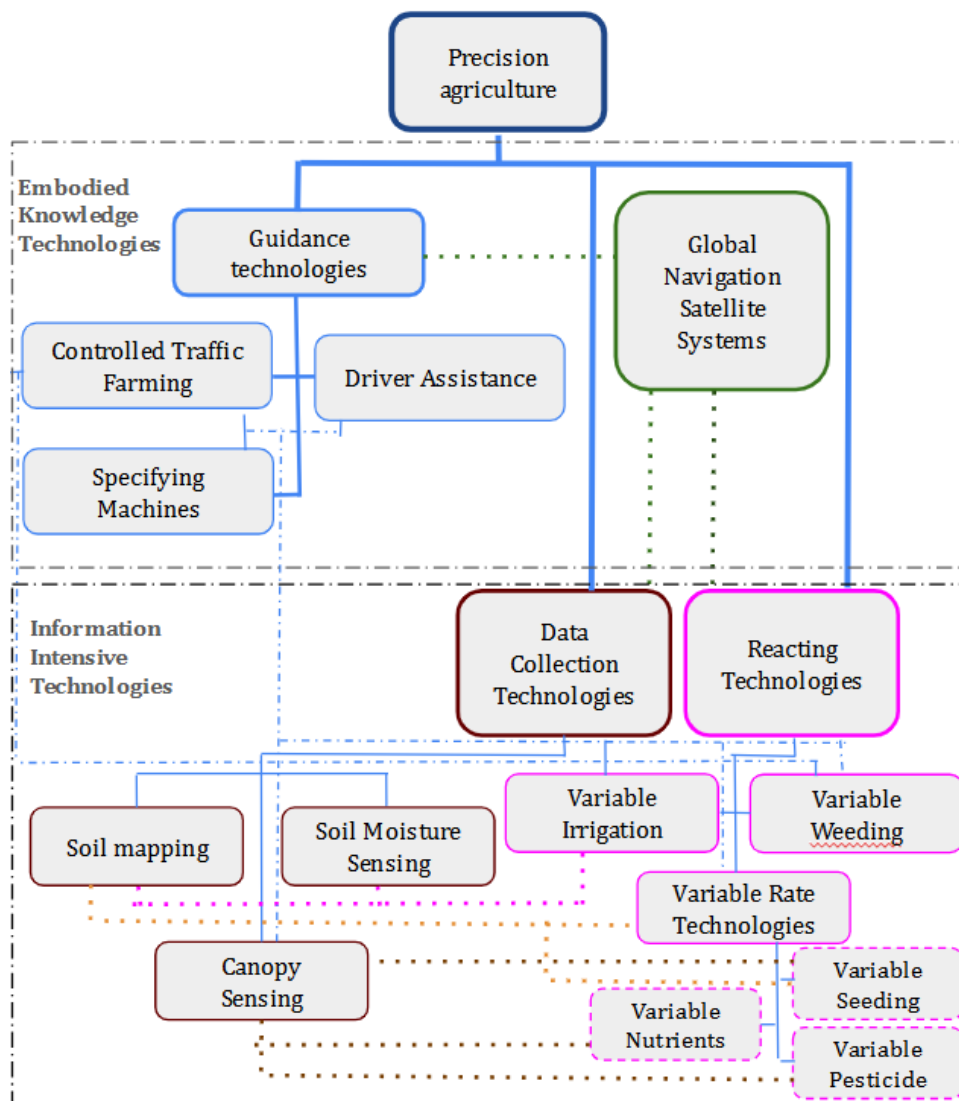 Precision
agriculture
Embodied
Knowledge
Technologies
Guidance
technologies
Global
Navigation
Satellite
Systems
Controlled Traffic
Farming
Driver Assistance
Specifying
Machines
Information
Intensive
Technologies
Data
Collection
Technologies
Reacting
Technologies
Soil mapping
Soil Moisture
Sensing
Variable
Irrigation
Variable
Weeding
Variable Rate
Technologies
Canopy
Sensing
Variable
Seeding
Variable
Nutrients
Variable
Pesticide